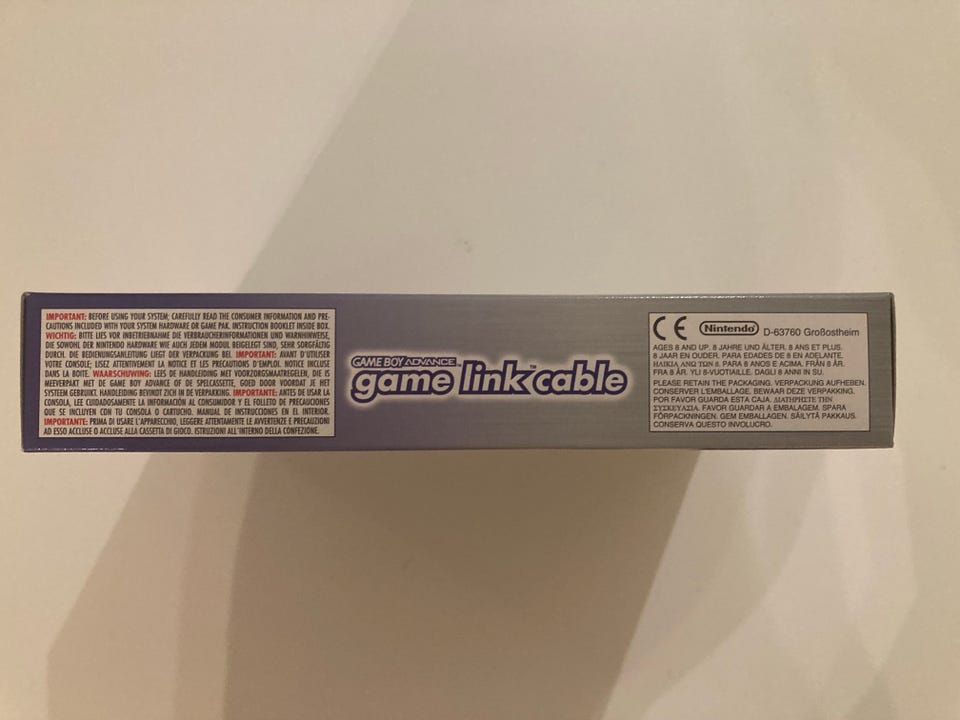 IMPORTANT: BEFORE USING YOUR SYSTEM; CAREFULLY READ THE CONSUMER INFORMATION AND PRE-
CAUTIONS INCLUDED WITH YOUR SYSTEM HARDWARE OR GAME PAK. INSTRUCTION BOOKLET INSIDE BOX.
WICHTIG: BITTE LIES VOR INBETRIEBNAHME DIE VERBRAUCHERINFORMATIONEN UND WARNHINWEISE,
DIE SOWOHL DER NINTENDO HARDWARE WIE AUCH JEDEM MODUL BEIGELEGT SIND, SEHR SORGFÄLTIG
DURCH. DIE BEDIENUNGSANLEITUNG LIEGT DER VERPACKUNG BEI. IMPORTANT: AVANT D'UTILISER
VOTRE CONSOLE; LISEZ ATTENTIVEMENT LA NOTICE ET LES PRECAUTIONS D'EMPLOI. NOTICE INCLUSE
DANS LA BOITE. WAARSCHUWING: LEES DE HANDLEIDING MET VOORZORGSMAATREGELEN, DIE IS
MEEVERPAKT MET DE GAME BOY ADVANCE OF DE SPELCASSETTE, GOED DOOR VOORDAT JE HET
SYSTEEM GEBRUIKT. HANDLEIDING BEVINDT ZICH IN DE VERPAKKING. IMPORTANTE: ANTES DE USAR LA
CONSOLA, LEE CUIDADOSAMENTE LA INFORMACIÓN AL CONSUMIDOR Y EL FOLLETO DE PRECAUCIONES
QUE SE INCLUYEN CON TU CONSOLA O CARTUCHO. MANUAL DE INSTRUCCIONES EN EL INTERIOR.
IMPORTANTE: PRIMA DI USARE L'APPARECCHIO, LEGGERE ATTENTAMENTE LE AVVERTENZE E PRECAUZIONI
AD ESSO ACCLUSE O ACCLUSE ALLA CASSETTA DI GIOCO. ISTRUZIONI ALL'INTERNO DELLA CONFEZIONE.
GAME BOY ADVANCE™
game link™ cable
CE Nintendo® D-63760 Großostheim
AGES 8 AND UP. 8 JAHRE UND ÄLTER. 8 ANS ET PLUS.
8 JAAR EN OUDER. PARA EDADES DE 8 EN ADELANTE.
ΗΛΙΚΙΑ ΑΝΩ ΤΩΝ 8. PARA 8 ANOS E ACIMA. FRÅN 8 ÅR.
FRA 8 ÅR. YLI 8-VUOTIAILLE. DAGLI 8 ANNI IN SU.
PLEASE RETAIN THE PACKAGING. VERPACKUNG AUFHEBEN.
CONSERVER L'EMBALLAGE. BEWAAR DEZE VERPAKKING.
POR FAVOR GUARDA ESTA CAJA. ΔΙΑΤΗΡΗΣΤΕ ΤΗΝ
ΣΥΣΚΕΥΑΣΙΑ. FAVOR GUARDAR A EMBALAGEM. SPARA
FÖRPACKNINGEN. GEM EMBALLAGEN. SÄILYTÄ PAKKAUS.
CONSERVA QUESTO INVOLUCRO.